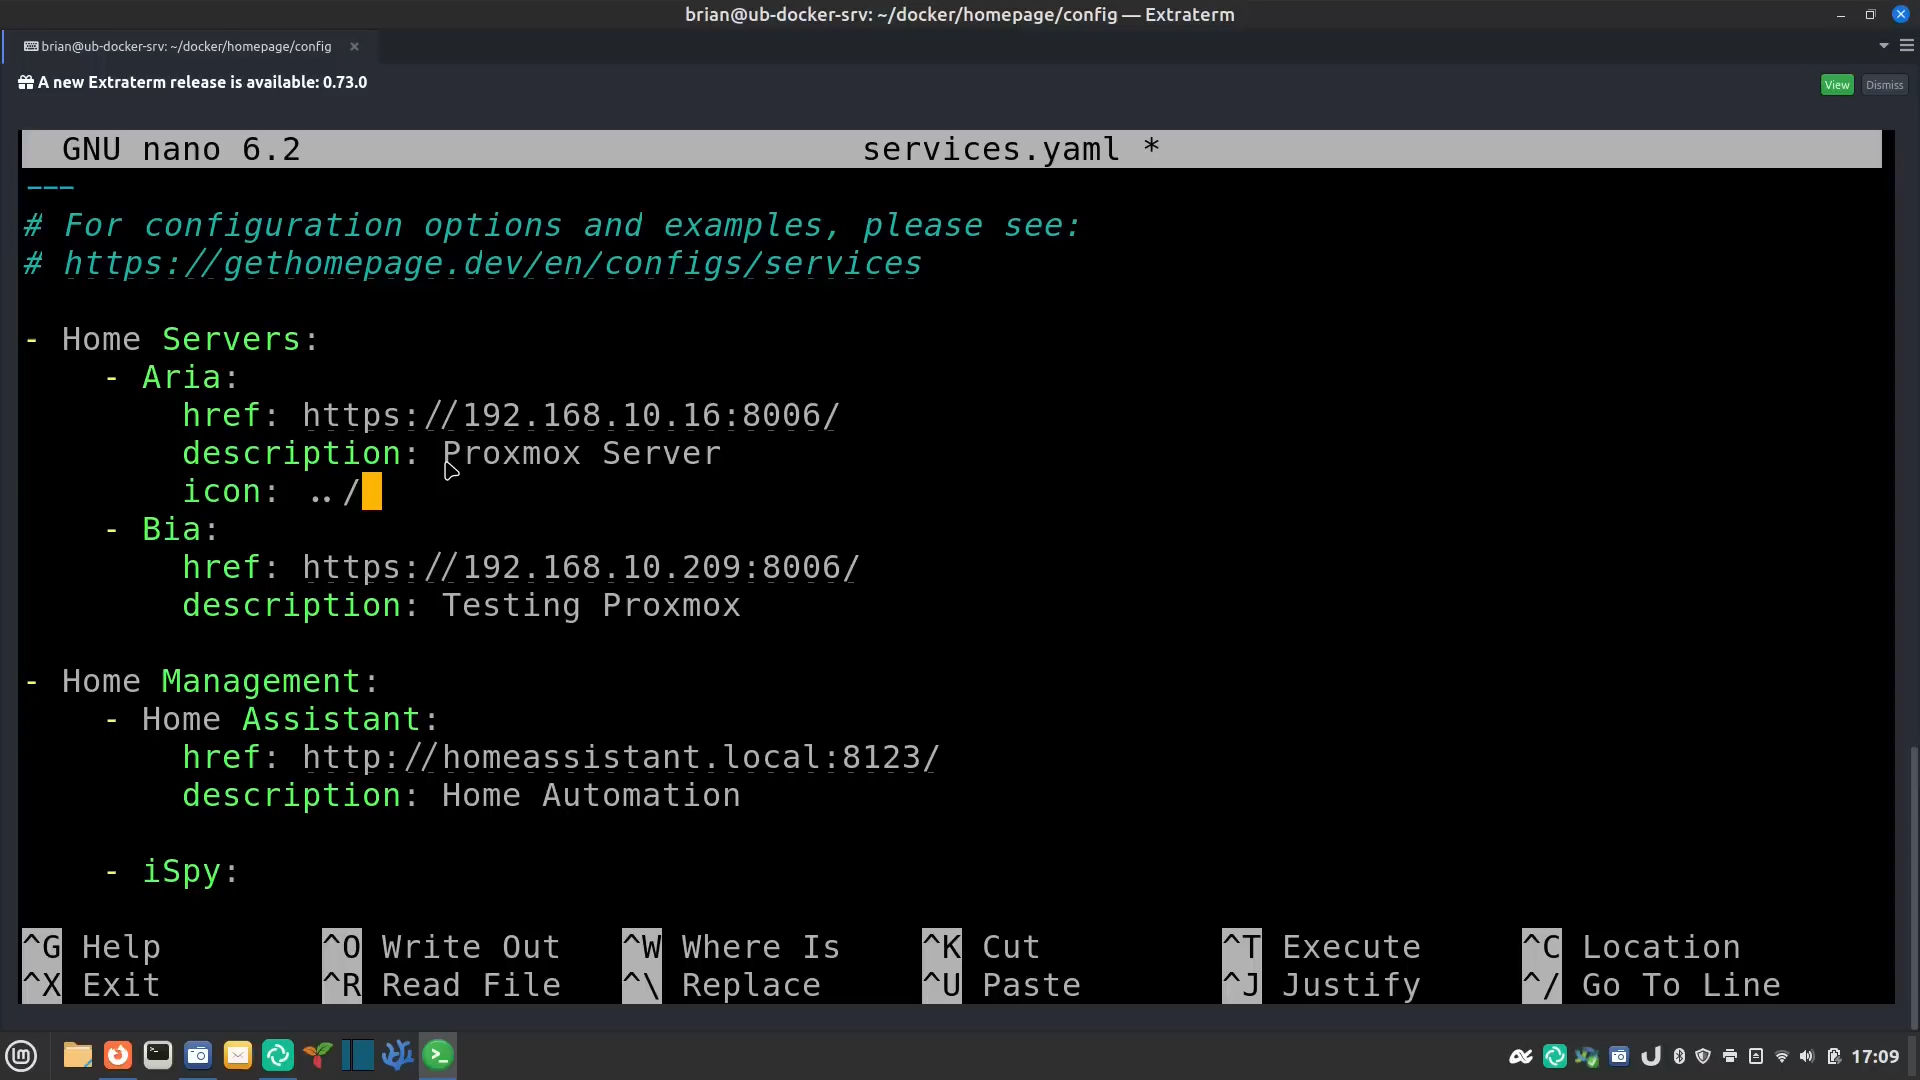 brian@ub-docker-srv: ~/docker/homepage/config — Extraterm
brian@ub-docker-srv: ~/docker/homepage/config
A new Extraterm release is available: 0.73.0
View Dismiss
GNU nano 6.2 services.yaml *
---
# For configuration options and examples, please see:
# https://gethomepage.dev/en/configs/services
- Home Servers:
- Aria:
href: https://192.168.10.16:8006/
description: Proxmox Server
icon: ../
- Bia:
href: https://192.168.10.209:8006/
description: Testing Proxmox
- Home Management:
- Home Assistant:
href: http://homeassistant.local:8123/
description: Home Automation
- iSpy:
^G Help ^O Write Out ^W Where Is ^K Cut ^T Execute ^C Location
^X Exit ^R Read File ^\ Replace ^U Paste ^J Justify ^/ Go To Line
17:09